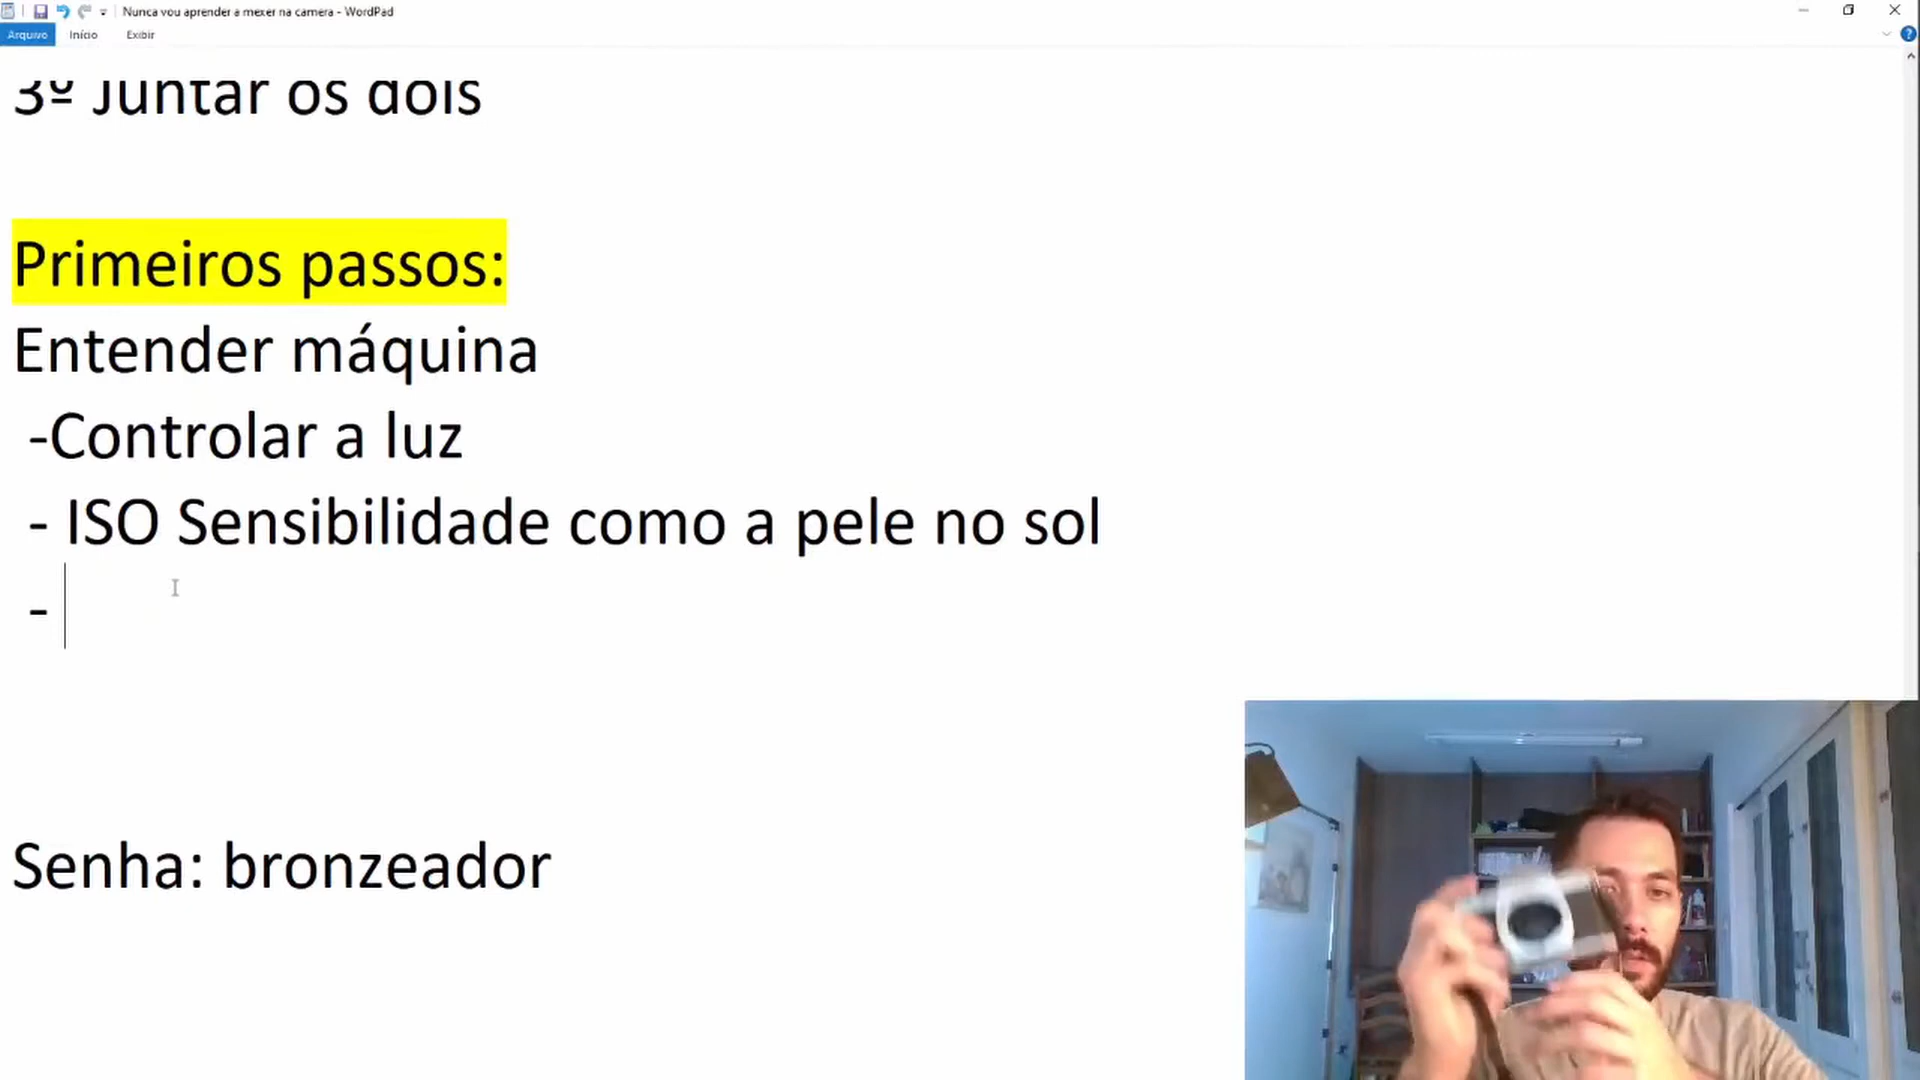 Nunca vou aprender a mexer na camera - WordPad
Arquivo Início Exibir
3º Juntar os dois
Primeiros passos:
Entender máquina
-Controlar a luz
- ISO Sensibilidade como a pele no sol
-
Senha: bronzeador